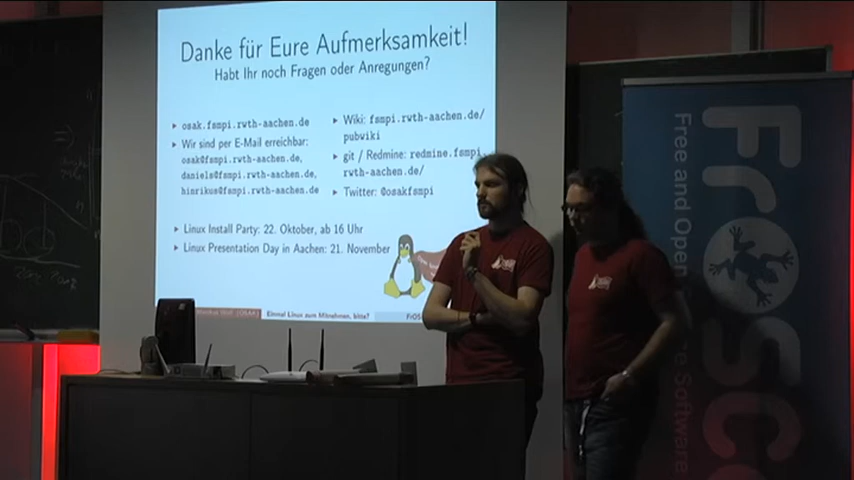 Danke für Eure Aufmerksamkeit!
Habt Ihr noch Fragen oder Anregungen?
osak.fsmpi.rwth-aachen.de
Wir sind per E-Mail erreichbar:
osak@fsmpi.rwth-aachen.de,
daniels@fsmpi.rwth-aachen.de,
hinrikus@fsmpi.rwth-aachen.de
Wiki: fsmpi.rwth-aachen.de/
pubwiki
git / Redmine: redmine.fsmpi.
rwth-aachen.de/
Twitter: @osakfsmpi
Linux Install Party: 22. Oktober, ab 16 Uhr
Linux Presentation Day in Aachen: 21. November
Einmal Linux zum Mitnehmen, bitte?
FrOSC
Free and Open
Software
FrOSC